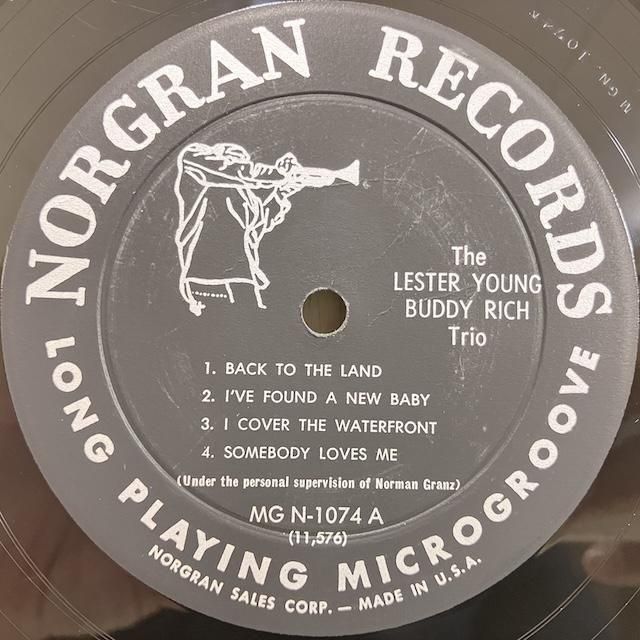 NORGRAN RECORDS
MGN. 1074A
The
LESTER YOUNG
BUDDY RICH
Trio
1. BACK TO THE LAND
2. I'VE FOUND A NEW BABY
3. I COVER THE WATERFRONT
4. SOMEBODY LOVES ME
(Under the personal supervision of Norman Granz)
MG N-1074 A
(11,576)
LONG PLAYING MICROGROOVE
NORGRAN SALES CORP. — MADE IN U.S.A.